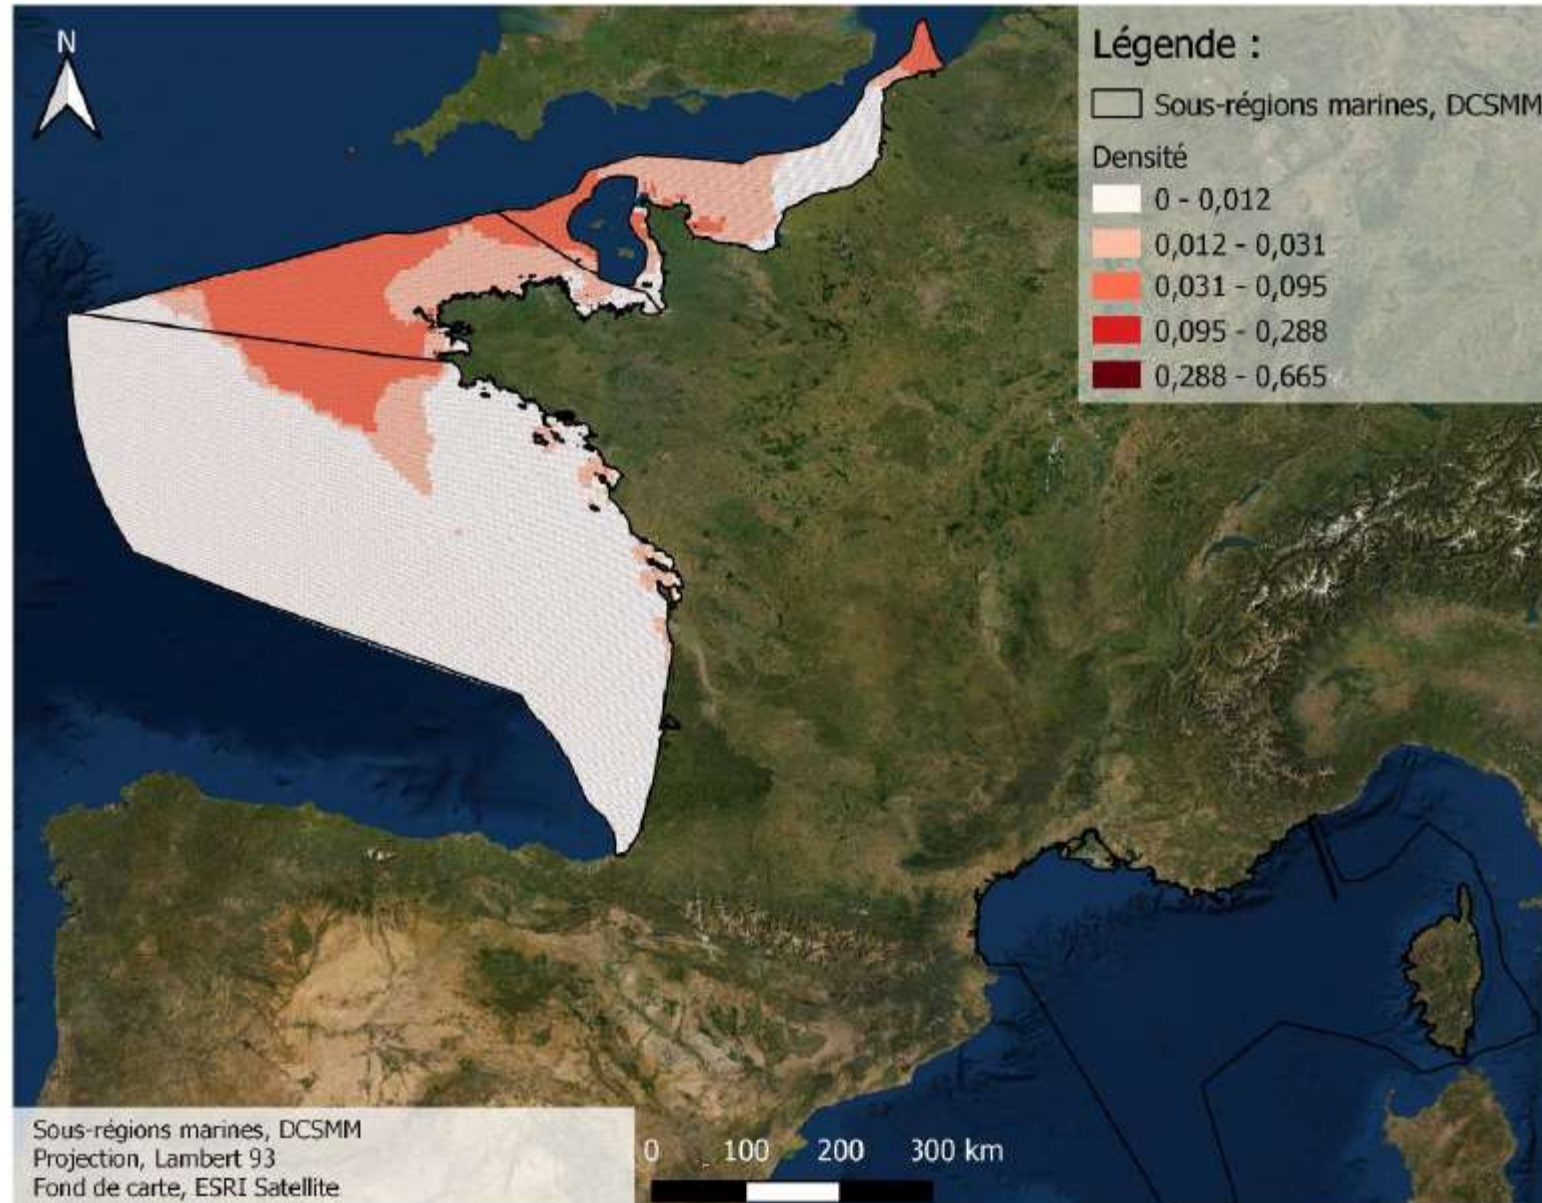 N
Légende :
Sous-régions marines, DCSMM
Densité
0 - 0,012
0,012 - 0,031
0,031 - 0,095
0,095 - 0,288
0,288 - 0,665
Sous-régions marines, DCSMM
Projection, Lambert 93
Fond de carte, ESRI Satellite
0 100 200 300 km